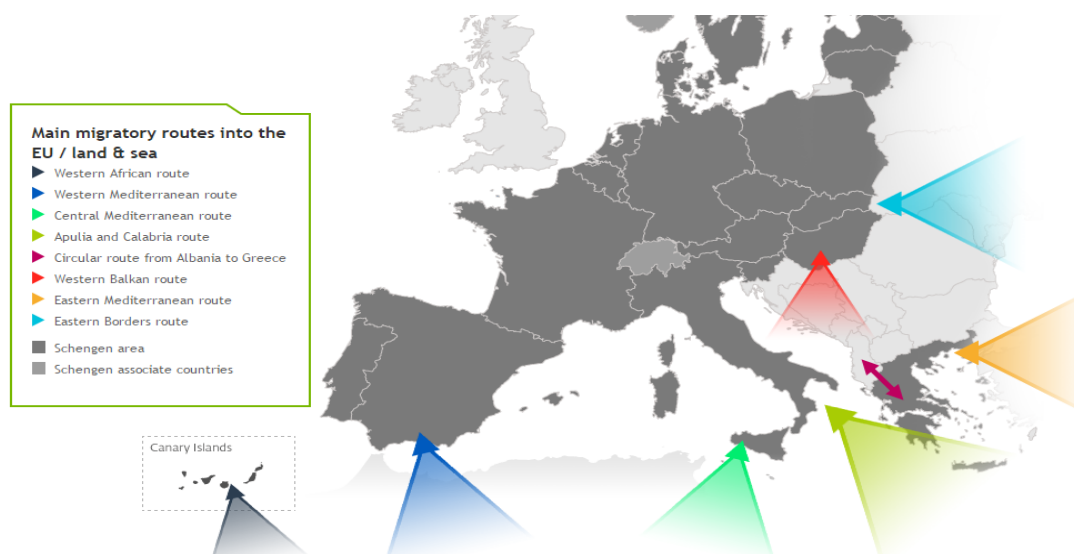 Main migratory routes into the
EU / land & sea
Western African route
Western Mediterranean route
Central Mediterranean route
Apulia and Calabria route
Circular route from Albania to Greece
Western Balkan route
Eastern Mediterranean route
Eastern Borders route
Schengen area
Schengen associate countries
Canary Islands